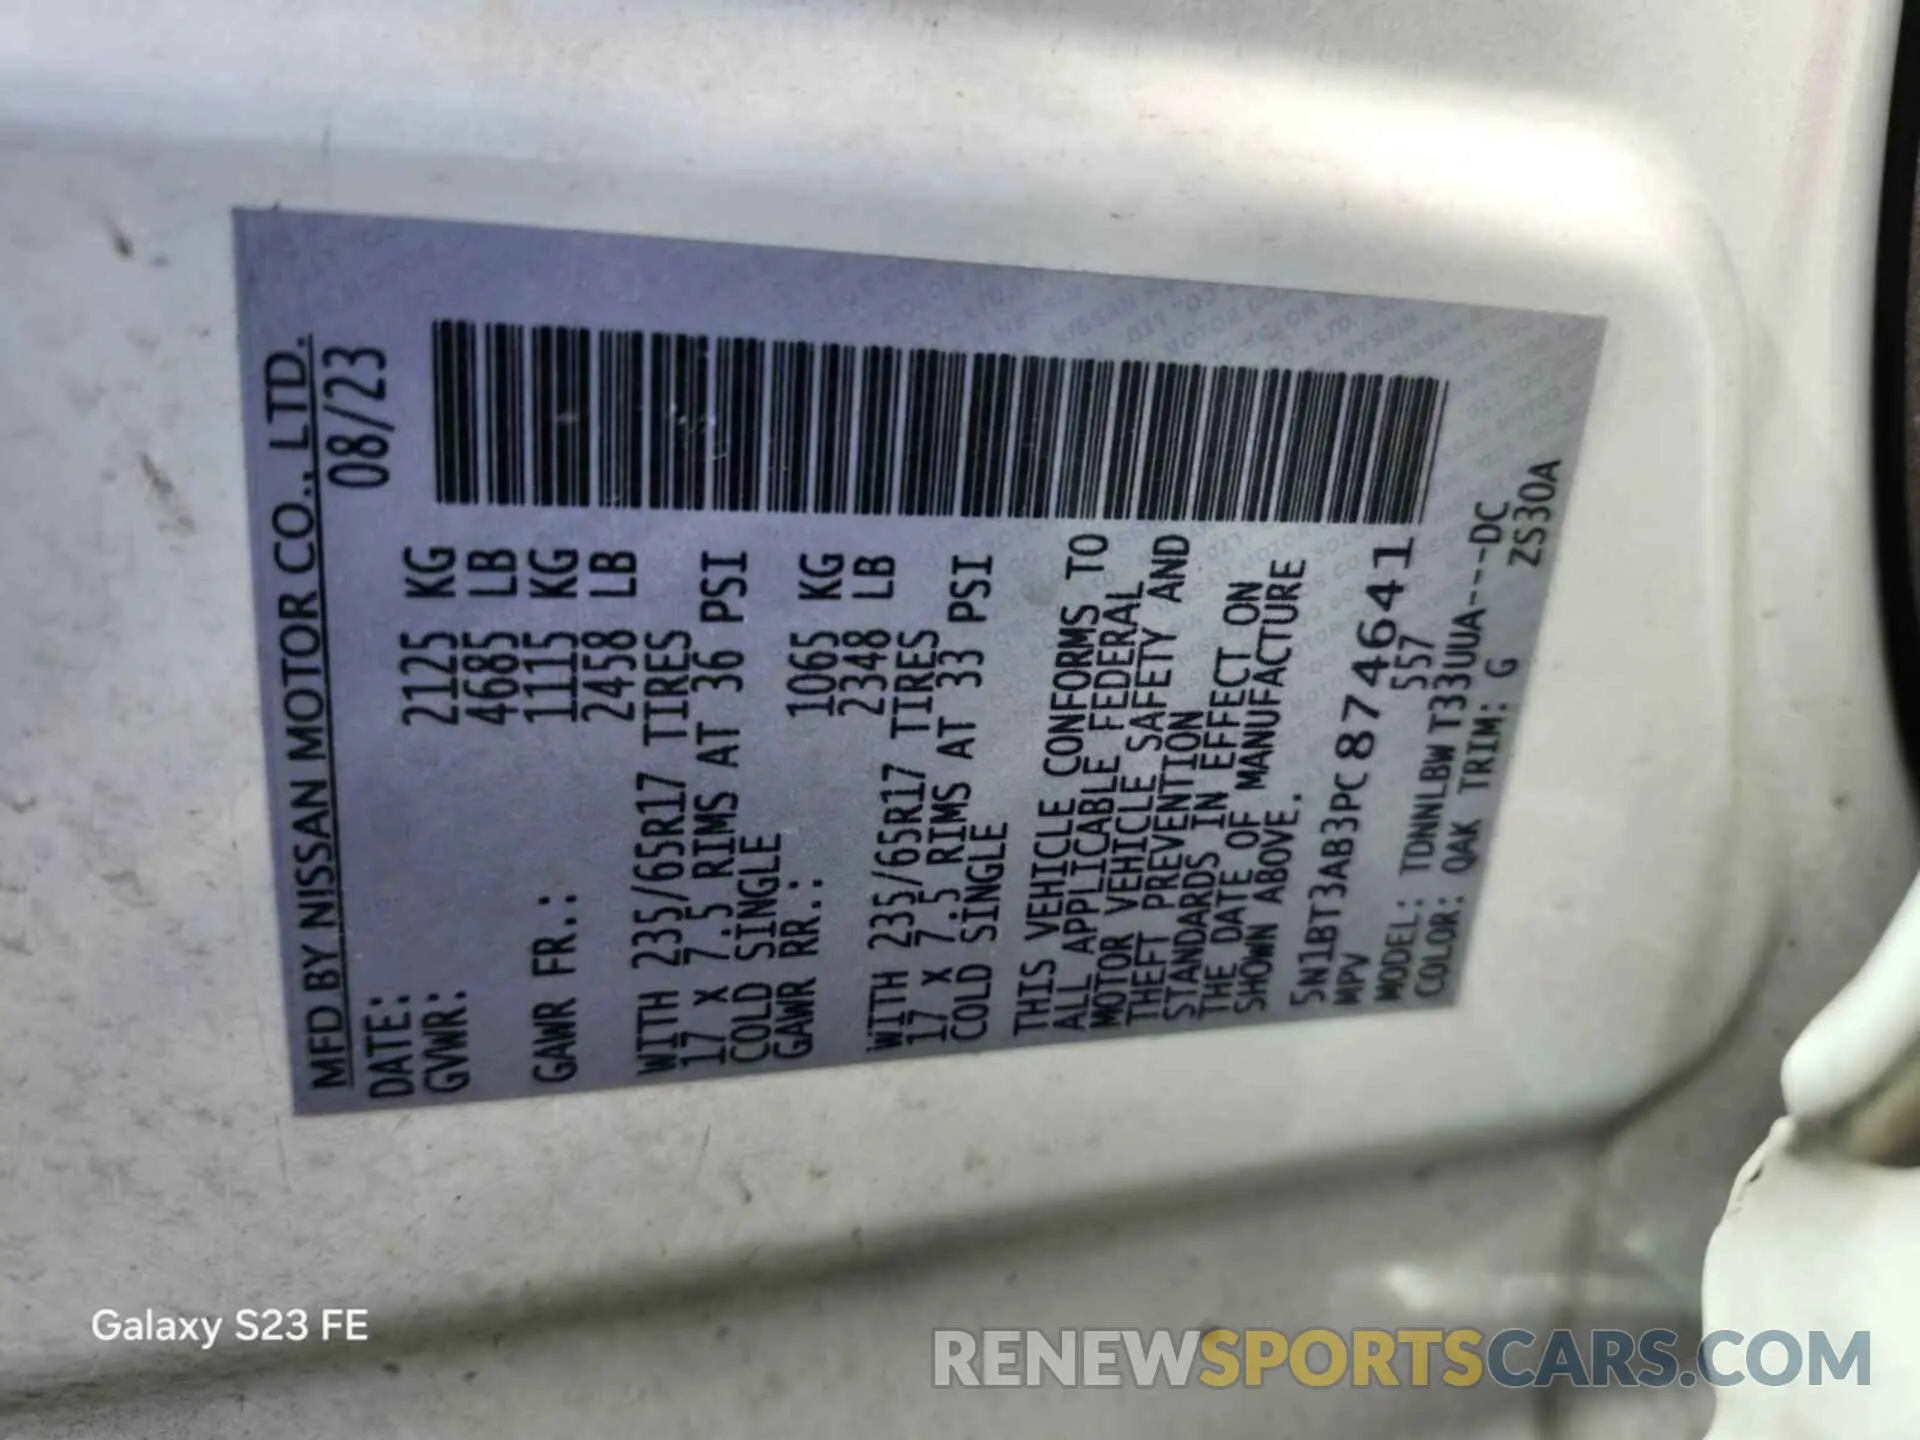 MFD BY NISSAN MOTOR CO., LTD.
DATE: 08/23
GVWR: 2125 KG
4685 LB
GAWR FR.: 1115 KG
2458 LB
WITH 235/65R17 TIRES
17 X 7.5 RIMS AT 36 PSI
COLD SINGLE
GAWR RR.: 1065 KG
2348 LB
WITH 235/65R17 TIRES
17 X 7.5 RIMS AT 33 PSI
COLD SINGLE
THIS VEHICLE CONFORMS TO
ALL APPLICABLE FEDERAL
MOTOR VEHICLE SAFETY AND
THEFT PREVENTION
STANDARDS IN EFFECT ON
THE DATE OF MANUFACTURE
SHOWN ABOVE.
5N1BT3AB3PC874641
MPV 557
MODEL: TDNNLBW T33UUA---DC
COLOR: QAK TRIM: G ZS30A
Galaxy S23 FE
RENEWSPORTSCARS.COM